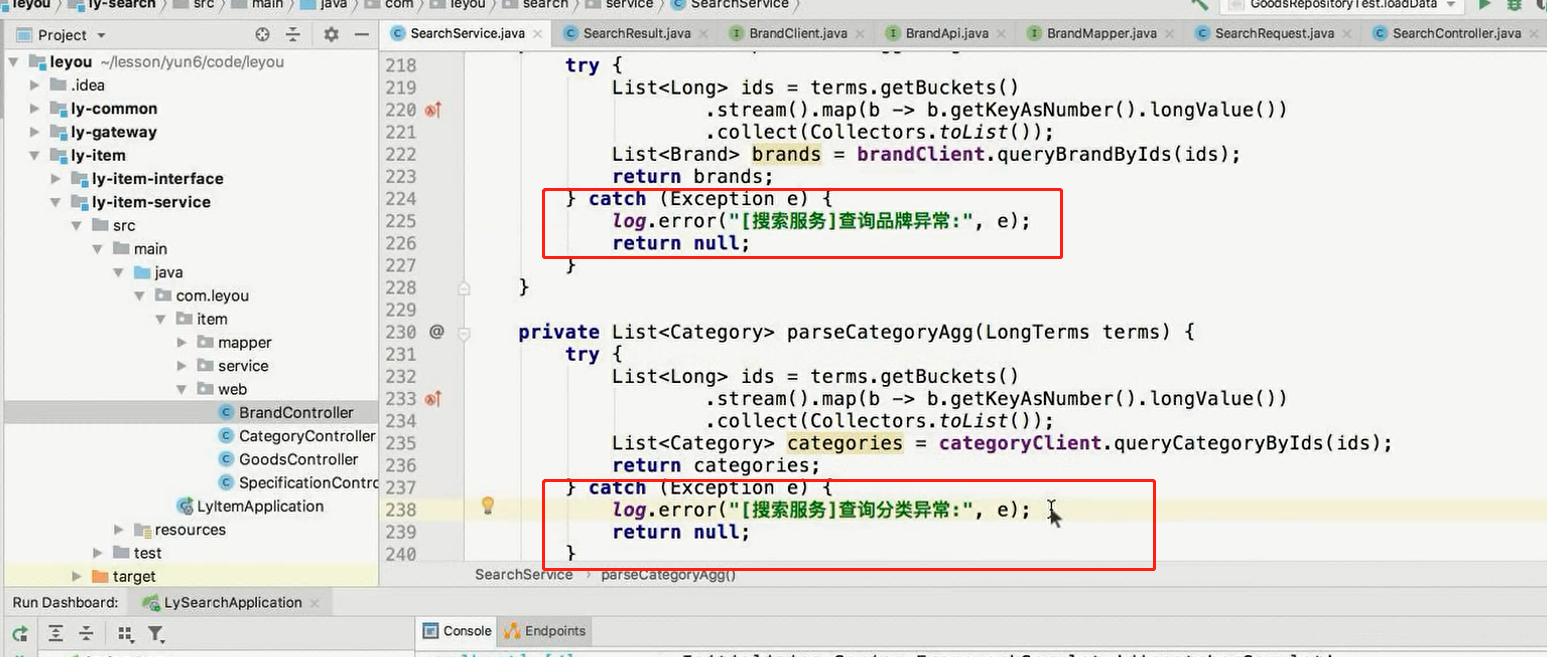 leyou ly-search src main java com leyou search service SearchService GoodsRepositoryTest.loadData
Project SearchService.java SearchResult.java BrandClient.java BrandApi.java BrandMapper.java SearchRequest.java SearchController.java
leyou ~/lesson/yun6/code/leyou
.idea
ly-common
ly-gateway
ly-item
ly-item-interface
ly-item-service
src
main
java
com.leyou
item
mapper
service
web
BrandController
CategoryController
GoodsController
SpecificationContro
LyItemApplication
resources
test
target
218 try {
219 List<Long> ids = terms.getBuckets()
220 .stream().map(b -> b.getKeyAsNumber().longValue())
221 .collect(Collectors.toList());
222 List<Brand> brands = brandClient.queryBrandByIds(ids);
223 return brands;
224 } catch (Exception e) {
225 log.error("[搜索服务]查询品牌异常:", e);
226 return null;
227 }
228 }
229
230 @ private List<Category> parseCategoryAgg(LongTerms terms) {
231 try {
232 List<Long> ids = terms.getBuckets()
233 .stream().map(b -> b.getKeyAsNumber().longValue())
234 .collect(Collectors.toList());
235 List<Category> categories = categoryClient.queryCategoryByIds(ids);
236 return categories;
237 } catch (Exception e) {
238 log.error("[搜索服务]查询分类异常:", e);
239 return null;
240 }
SearchService parseCategoryAgg()
Run Dashboard: LySearchApplication
Console Endpoints